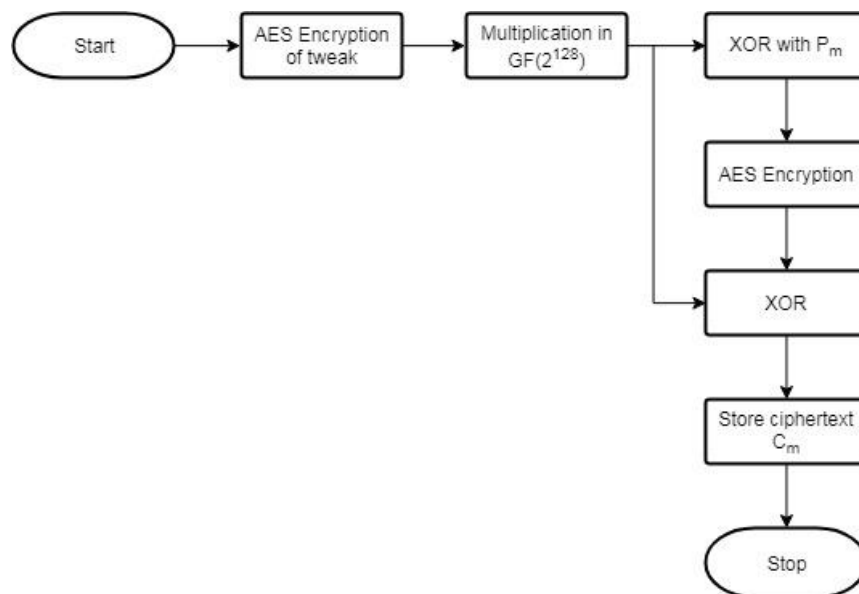 Start
AES Encryption
of tweak
Multiplication in
GF(2¹²⁸)
XOR with Pₘ
AES Encryption
XOR
Store ciphertext
Cₘ
Stop